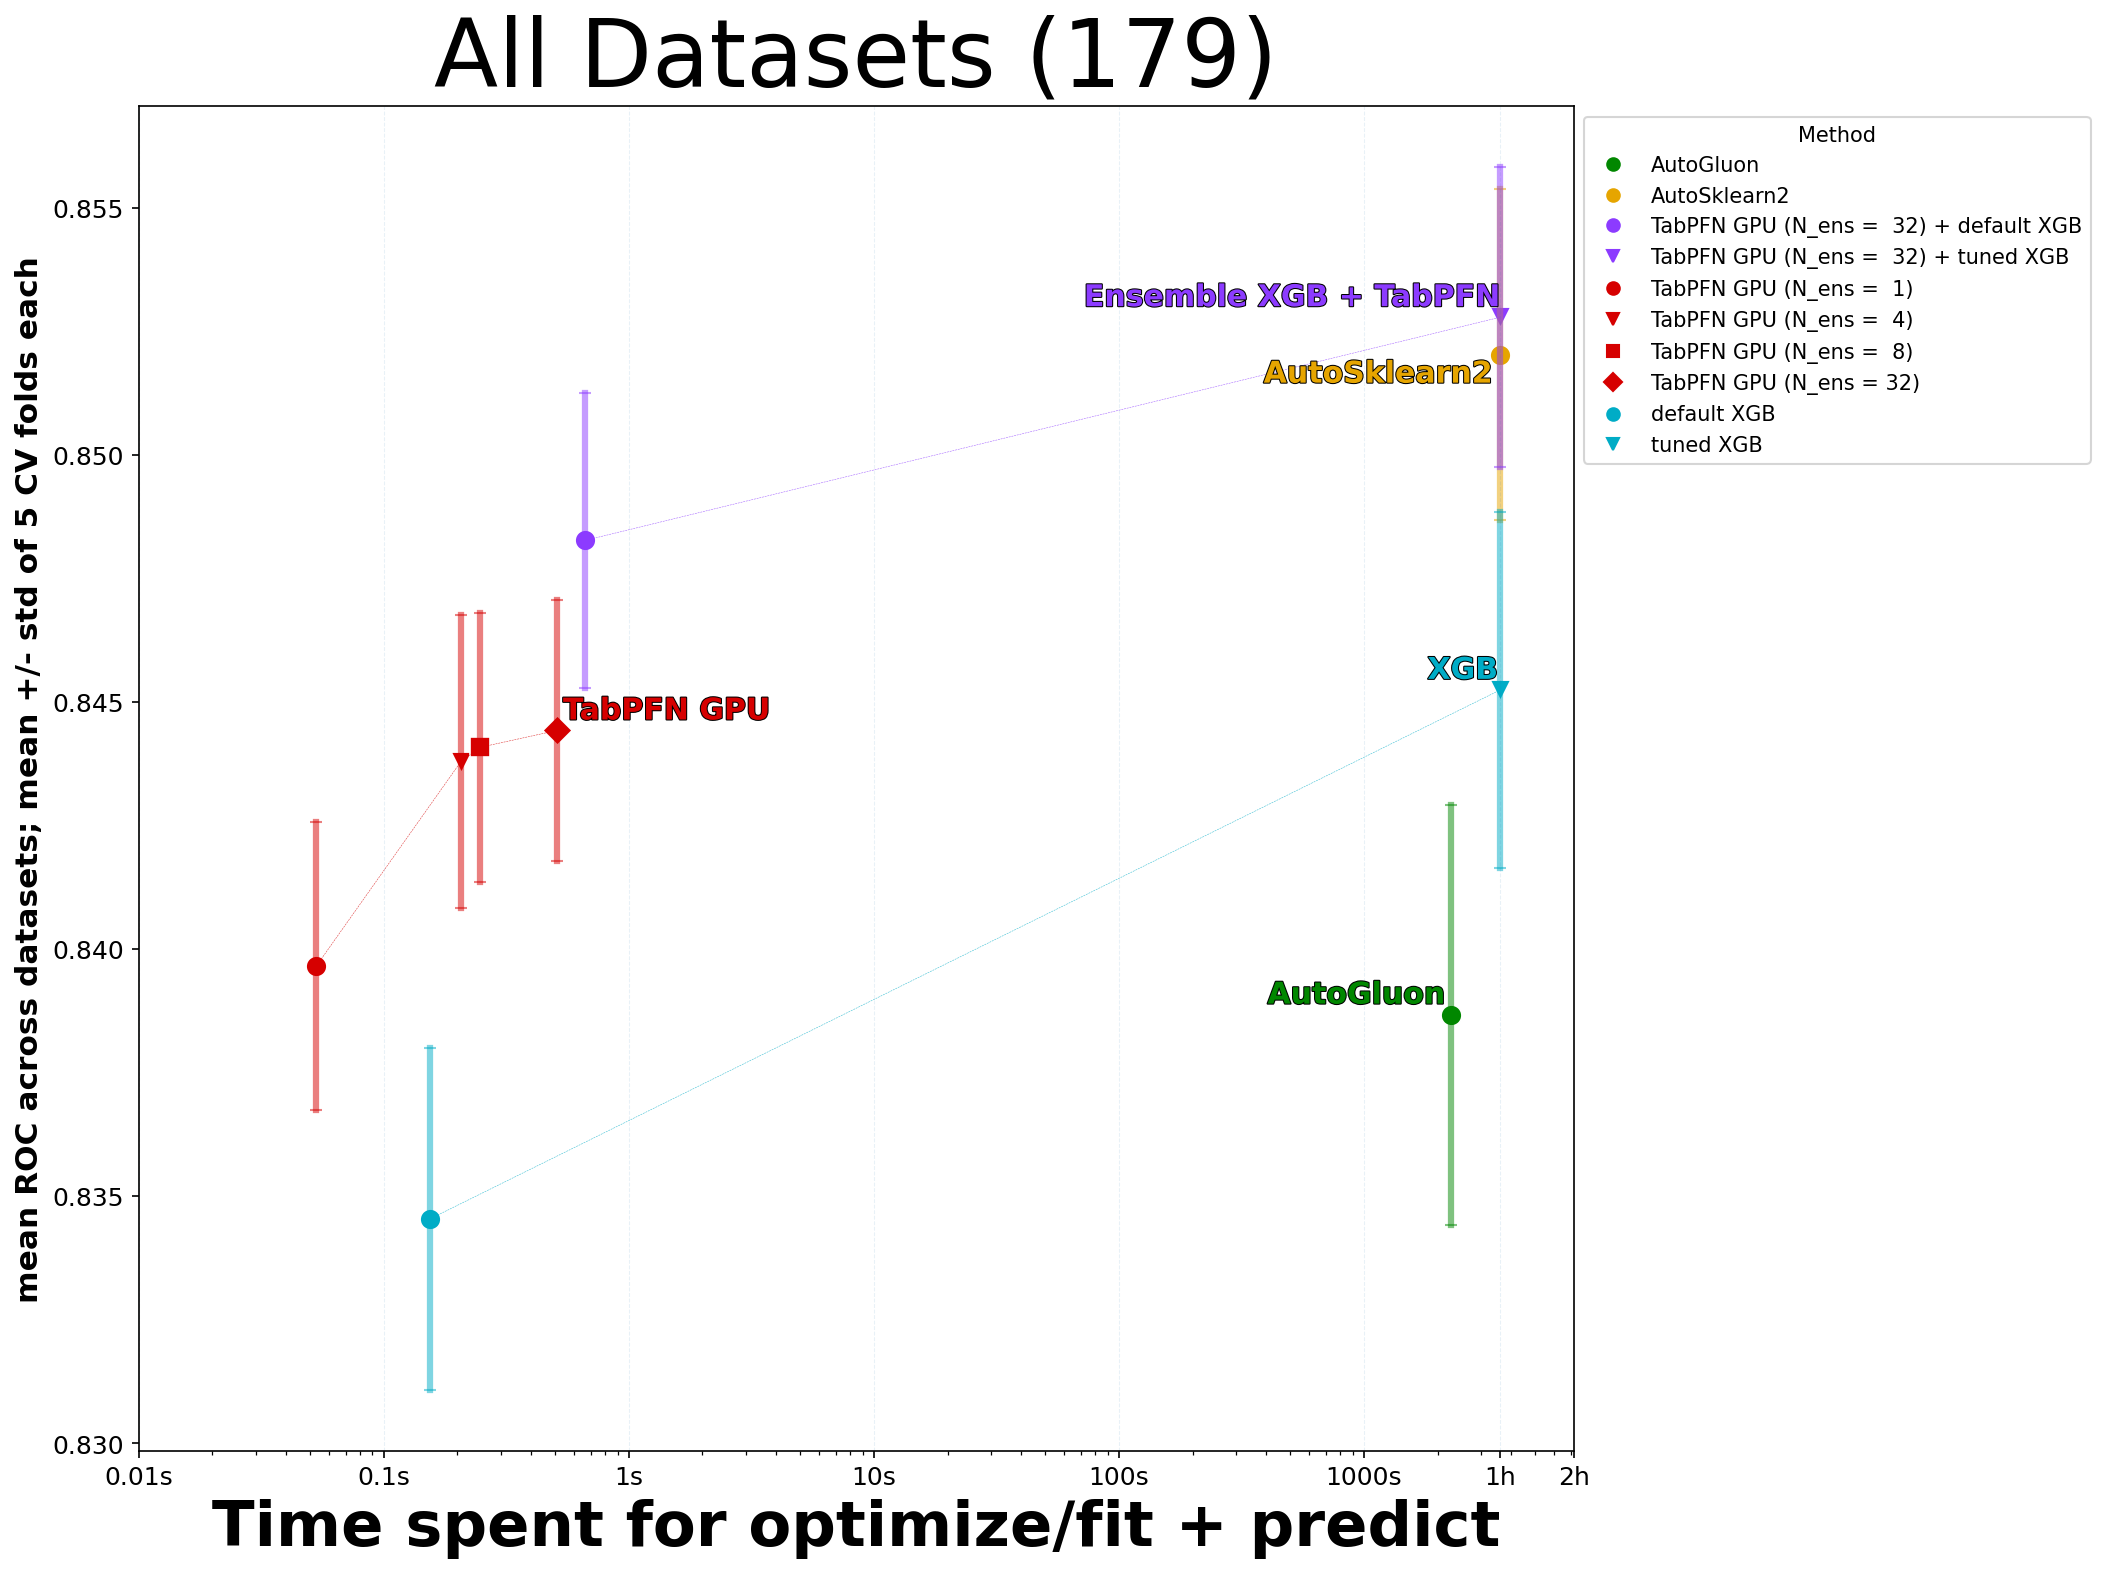 All Datasets (179)
mean ROC across datasets; mean +/- std of 5 CV folds each
0.855
0.850
0.845
0.840
0.835
0.830
Ensemble XGB + TabPFN
AutoSklearn2
XGB
TabPFN GPU
AutoGluon
0.01s 0.1s 1s 10s 100s 1000s 1h 2h
Time spent for optimize/fit + predict
Method
AutoGluon
AutoSklearn2
TabPFN GPU (N_ens =  32) + default XGB
TabPFN GPU (N_ens =  32) + tuned XGB
TabPFN GPU (N_ens =  1)
TabPFN GPU (N_ens =  4)
TabPFN GPU (N_ens =  8)
TabPFN GPU (N_ens = 32)
default XGB
tuned XGB